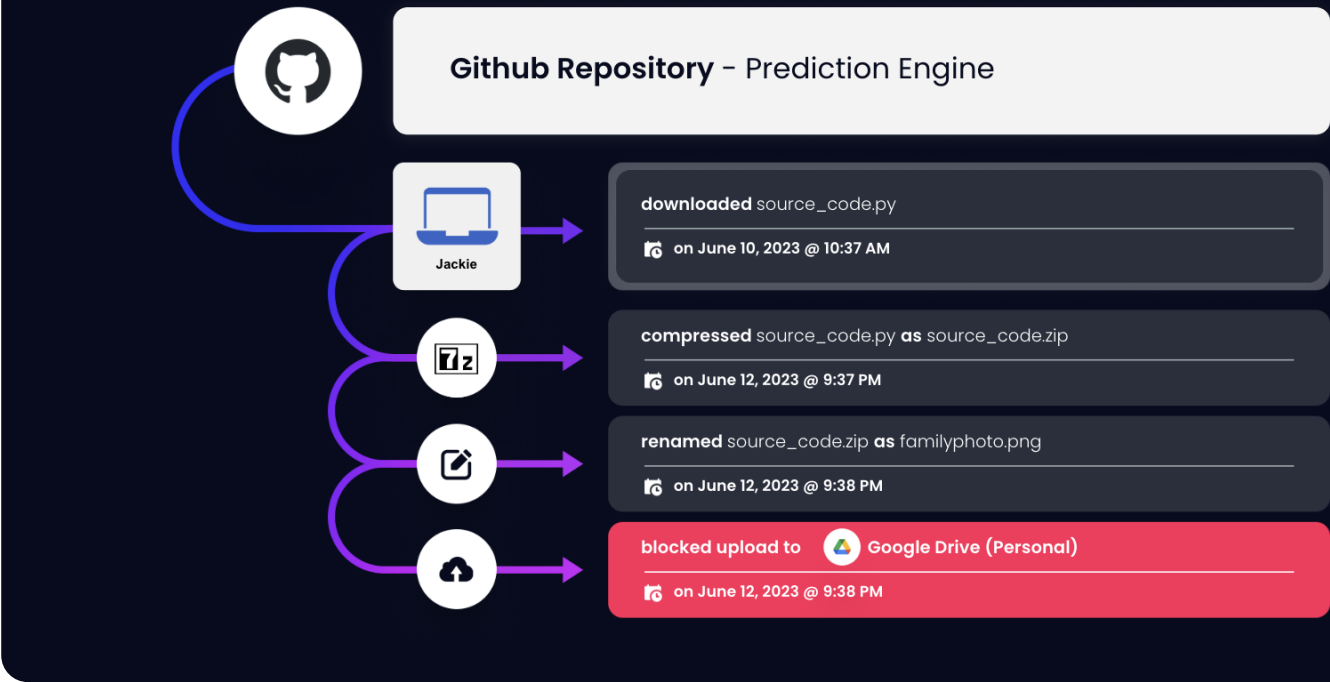 Github Repository - Prediction Engine
downloaded source_code.py
Jackie
on June 10, 2023 @ 10:37 AM
compressed source_code.py as source_code.zip
7z
on June 12, 2023 @ 9:37 PM
renamed source_code.zip as familyphoto.png
on June 12, 2023 @ 9:38 PM
blocked upload to Google Drive (Personal)
on June 12, 2023 @ 9:38 PM